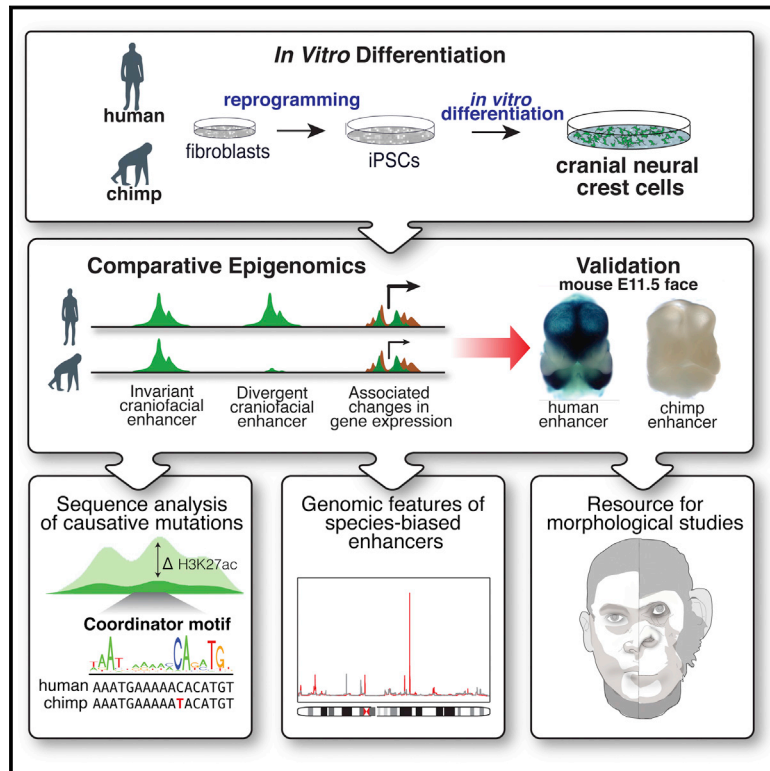 In Vitro Differentiation
human
chimp
reprogramming
fibroblasts
iPSCs
in vitro
differentiation
cranial neural
crest cells
Comparative Epigenomics
Invariant
craniofacial
enhancer
Divergent
craniofacial
enhancer
Associated
changes in
gene expression
Validation
mouse E11.5 face
human
enhancer
chimp
enhancer
Sequence analysis
of causative mutations
Δ H3K27ac
Coordinator motif
human AAATGAAAAACACATGT
chimp AAATGAAAAATACATGT
Genomic features of
species-biased
enhancers
Resource for
morphological studies